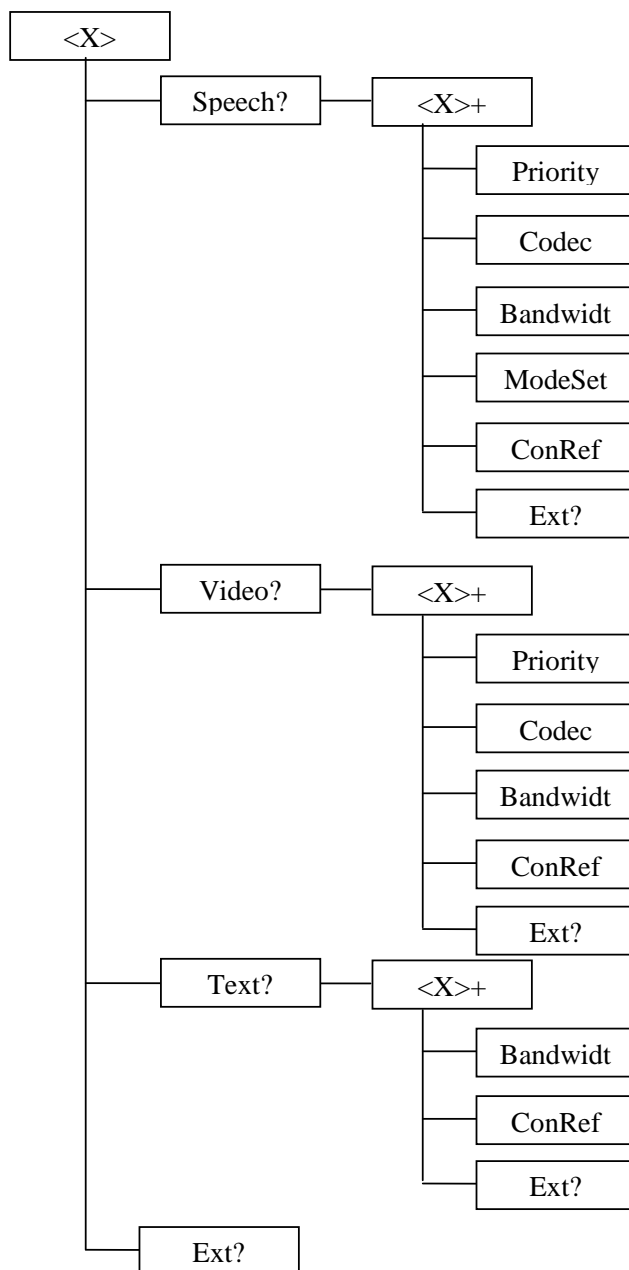 <X>
Speech?
<X>+
Priority
Codec
Bandwidt
ModeSet
ConRef
Ext?
Video?
<X>+
Priority
Codec
Bandwidt
ConRef
Ext?
Text?
<X>+
Bandwidt
ConRef
Ext?
Ext?